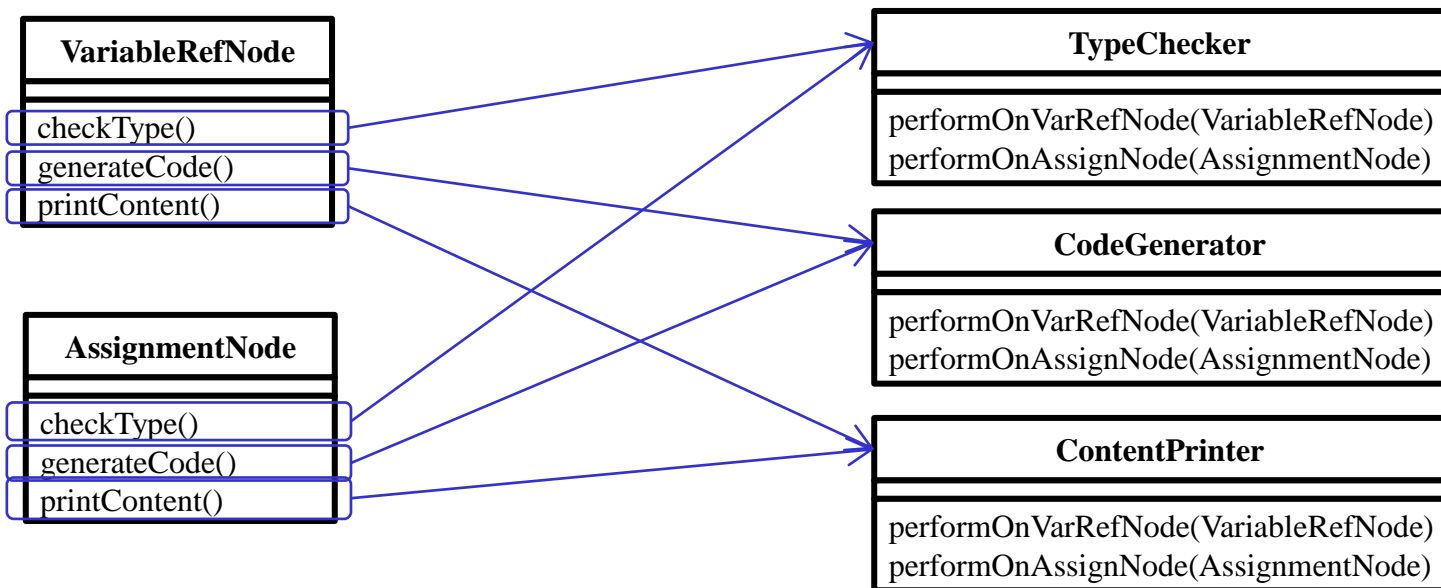 VariableRefNode
checkType()
generateCode()
printContent()
AssignmentNode
checkType()
generateCode()
printContent()
TypeChecker
performOnVarRefNode(VariableRefNode)
performOnAssignNode(AssignmentNode)
CodeGenerator
performOnVarRefNode(VariableRefNode)
performOnAssignNode(AssignmentNode)
ContentPrinter
performOnVarRefNode(VariableRefNode)
performOnAssignNode(AssignmentNode)